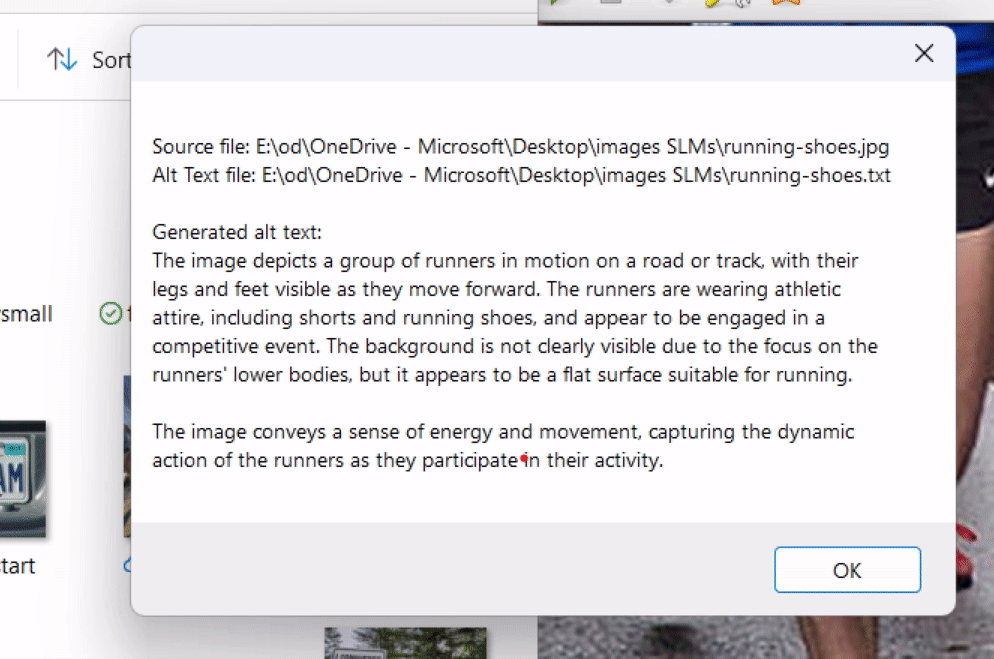 Sort
Source file: E:\od\OneDrive - Microsoft\Desktop\images SLMs\running-shoes.jpg
Alt Text file: E:\od\OneDrive - Microsoft\Desktop\images SLMs\running-shoes.txt
Generated alt text:
The image depicts a group of runners in motion on a road or track, with their
legs and feet visible as they move forward. The runners are wearing athletic
attire, including shorts and running shoes, and appear to be engaged in a
competitive event. The background is not clearly visible due to the focus on the
runners' lower bodies, but it appears to be a flat surface suitable for running.
The image conveys a sense of energy and movement, capturing the dynamic
action of the runners as they participate in their activity.
OK
small
AM
tart